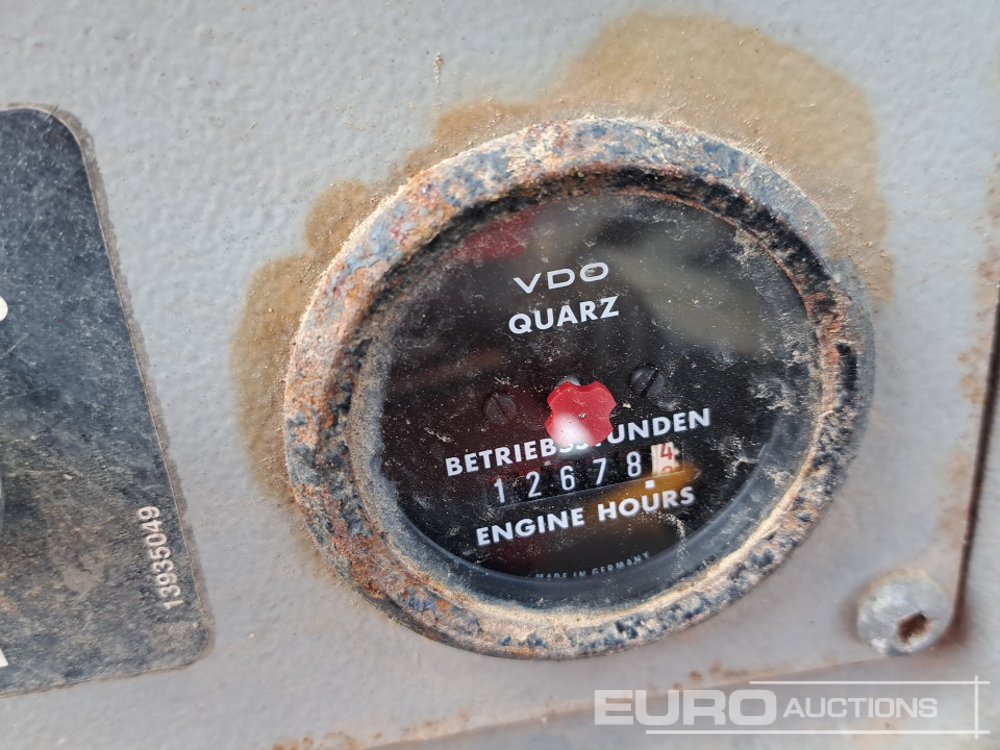 VDO
QUARZ
BETRIEBSSTUNDEN
126784
ENGINE HOURS
MADE IN GERMANY
13935049
EURO AUCTIONS